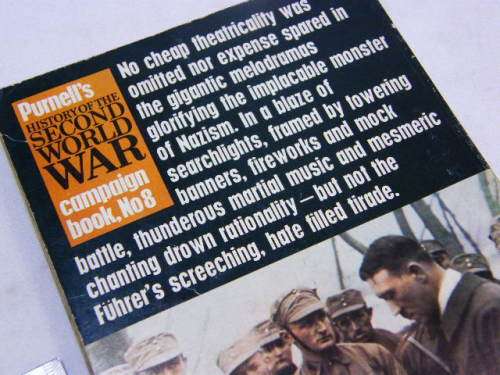 Purnell's
HISTORY OF THE
SECOND
WORLD
WAR
campaign
book, No 8
No cheap theatricality was
omitted nor expense spared in
the gigantic melodramas
glorifying the implacable monster
of Nazism. In a blaze of
searchlights, framed by lowering
banners, fireworks and mock
battle, thunderous martial music and mesmeric
chanting drown rationality – but not the
Führer's screeching, hate filled tirade.